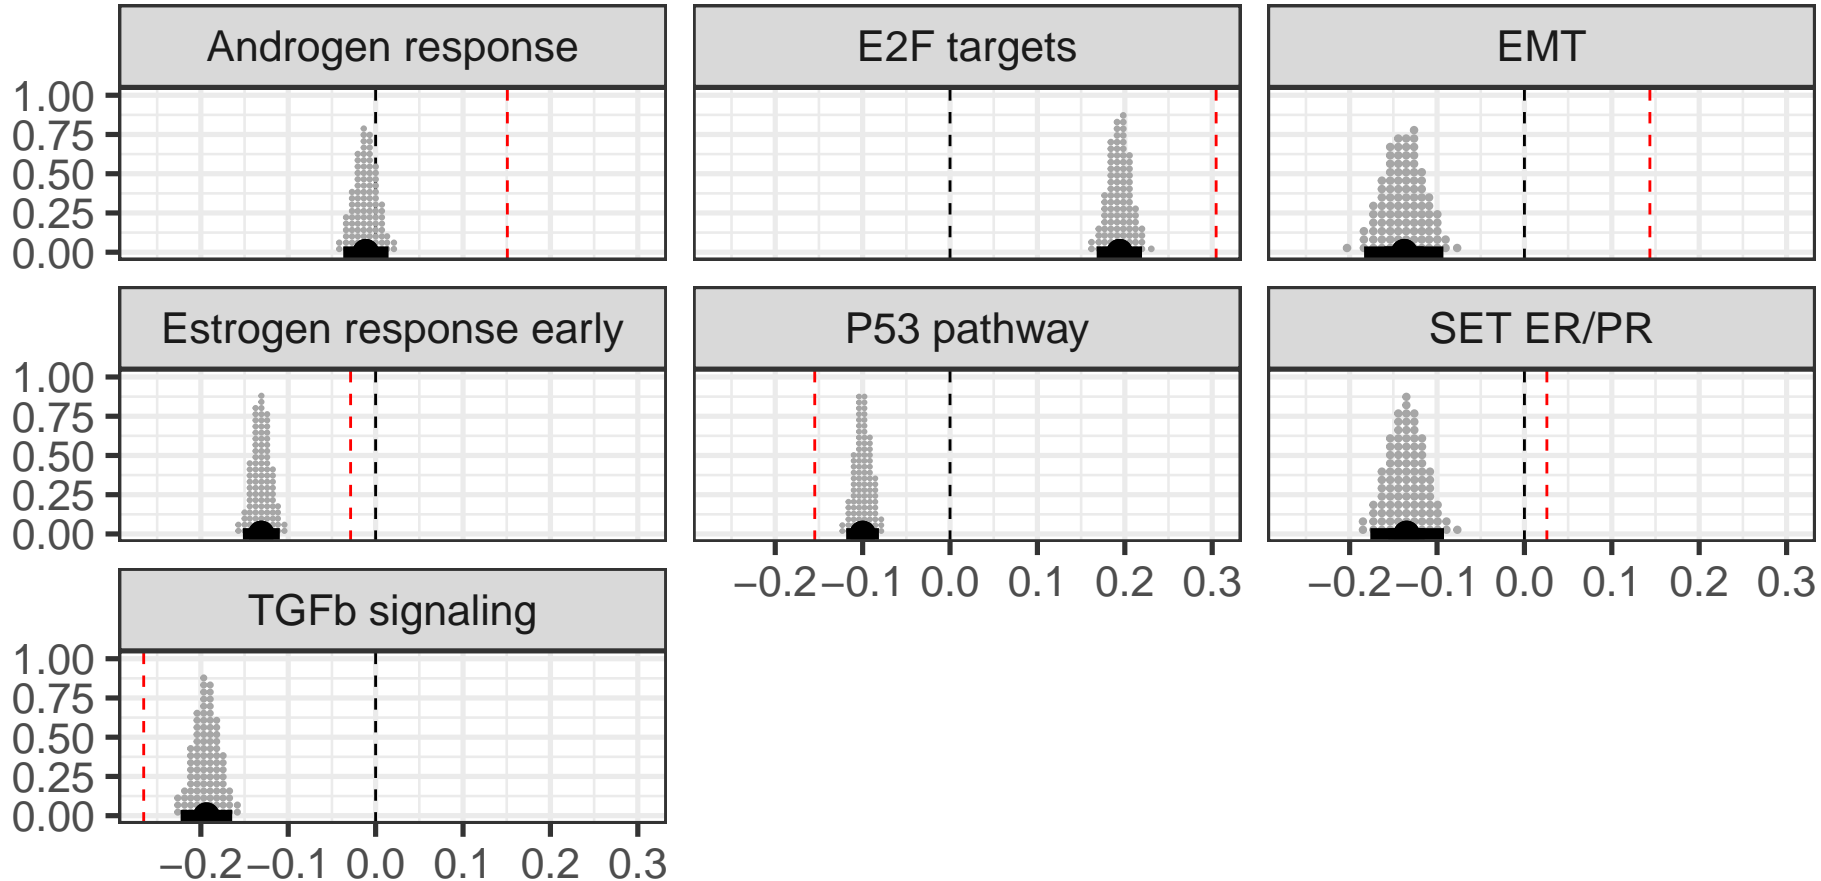 Androgen response
E2F targets
EMT
1.00
0.75
0.50
0.25
0.00
Estrogen response early
P53 pathway
SET ER/PR
1.00
0.75
0.50
0.25
0.00
−0.2 −0.1 0.0 0.1 0.2 0.3
−0.2 −0.1 0.0 0.1 0.2 0.3
TGFb signaling
1.00
0.75
0.50
0.25
0.00
−0.2 −0.1 0.0 0.1 0.2 0.3